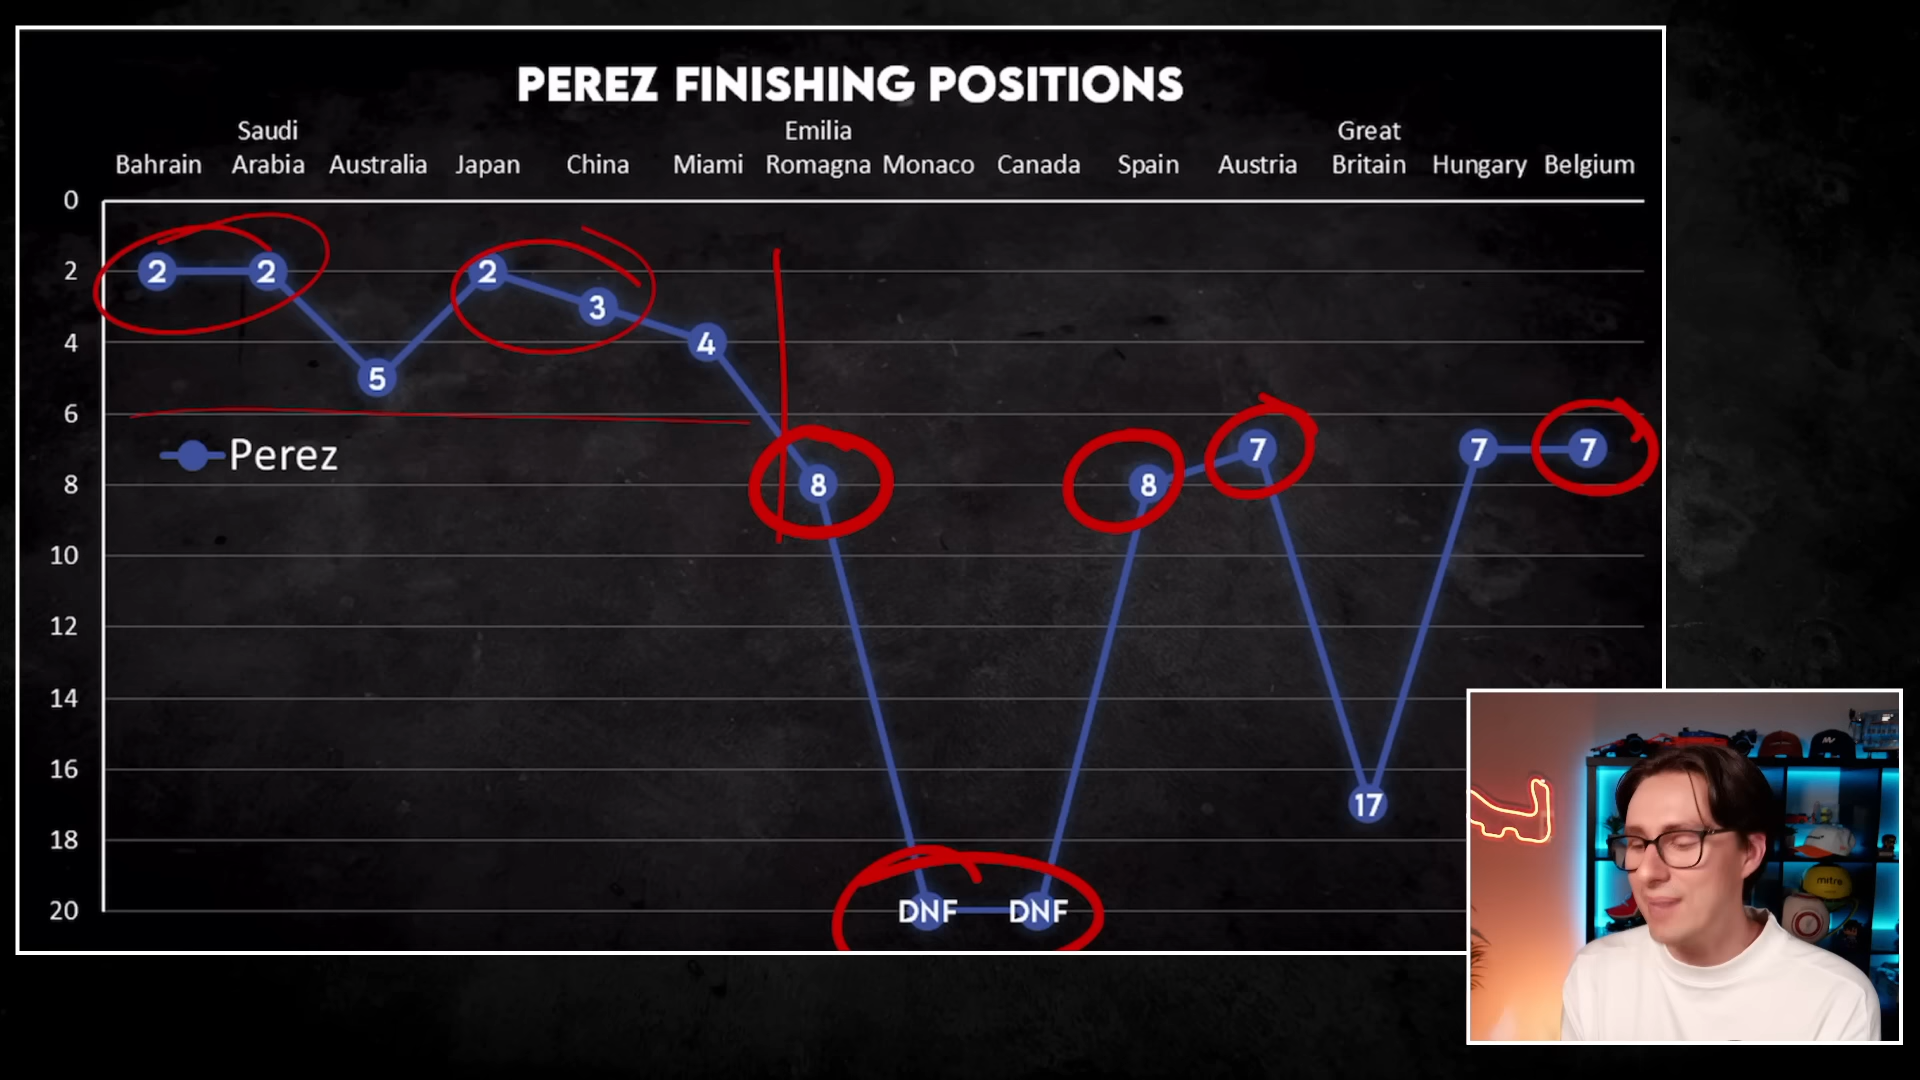 PEREZ FINISHING POSITIONS
Bahrain Saudi Arabia Australia Japan China Miami Emilia Romagna Monaco Canada Spain Austria Great Britain Hungary Belgium
0
2
4
6
8
10
12
14
16
18
20
2 2 5 2 3 4 8 DNF DNF 8 7 17 7 7
Perez
mitre